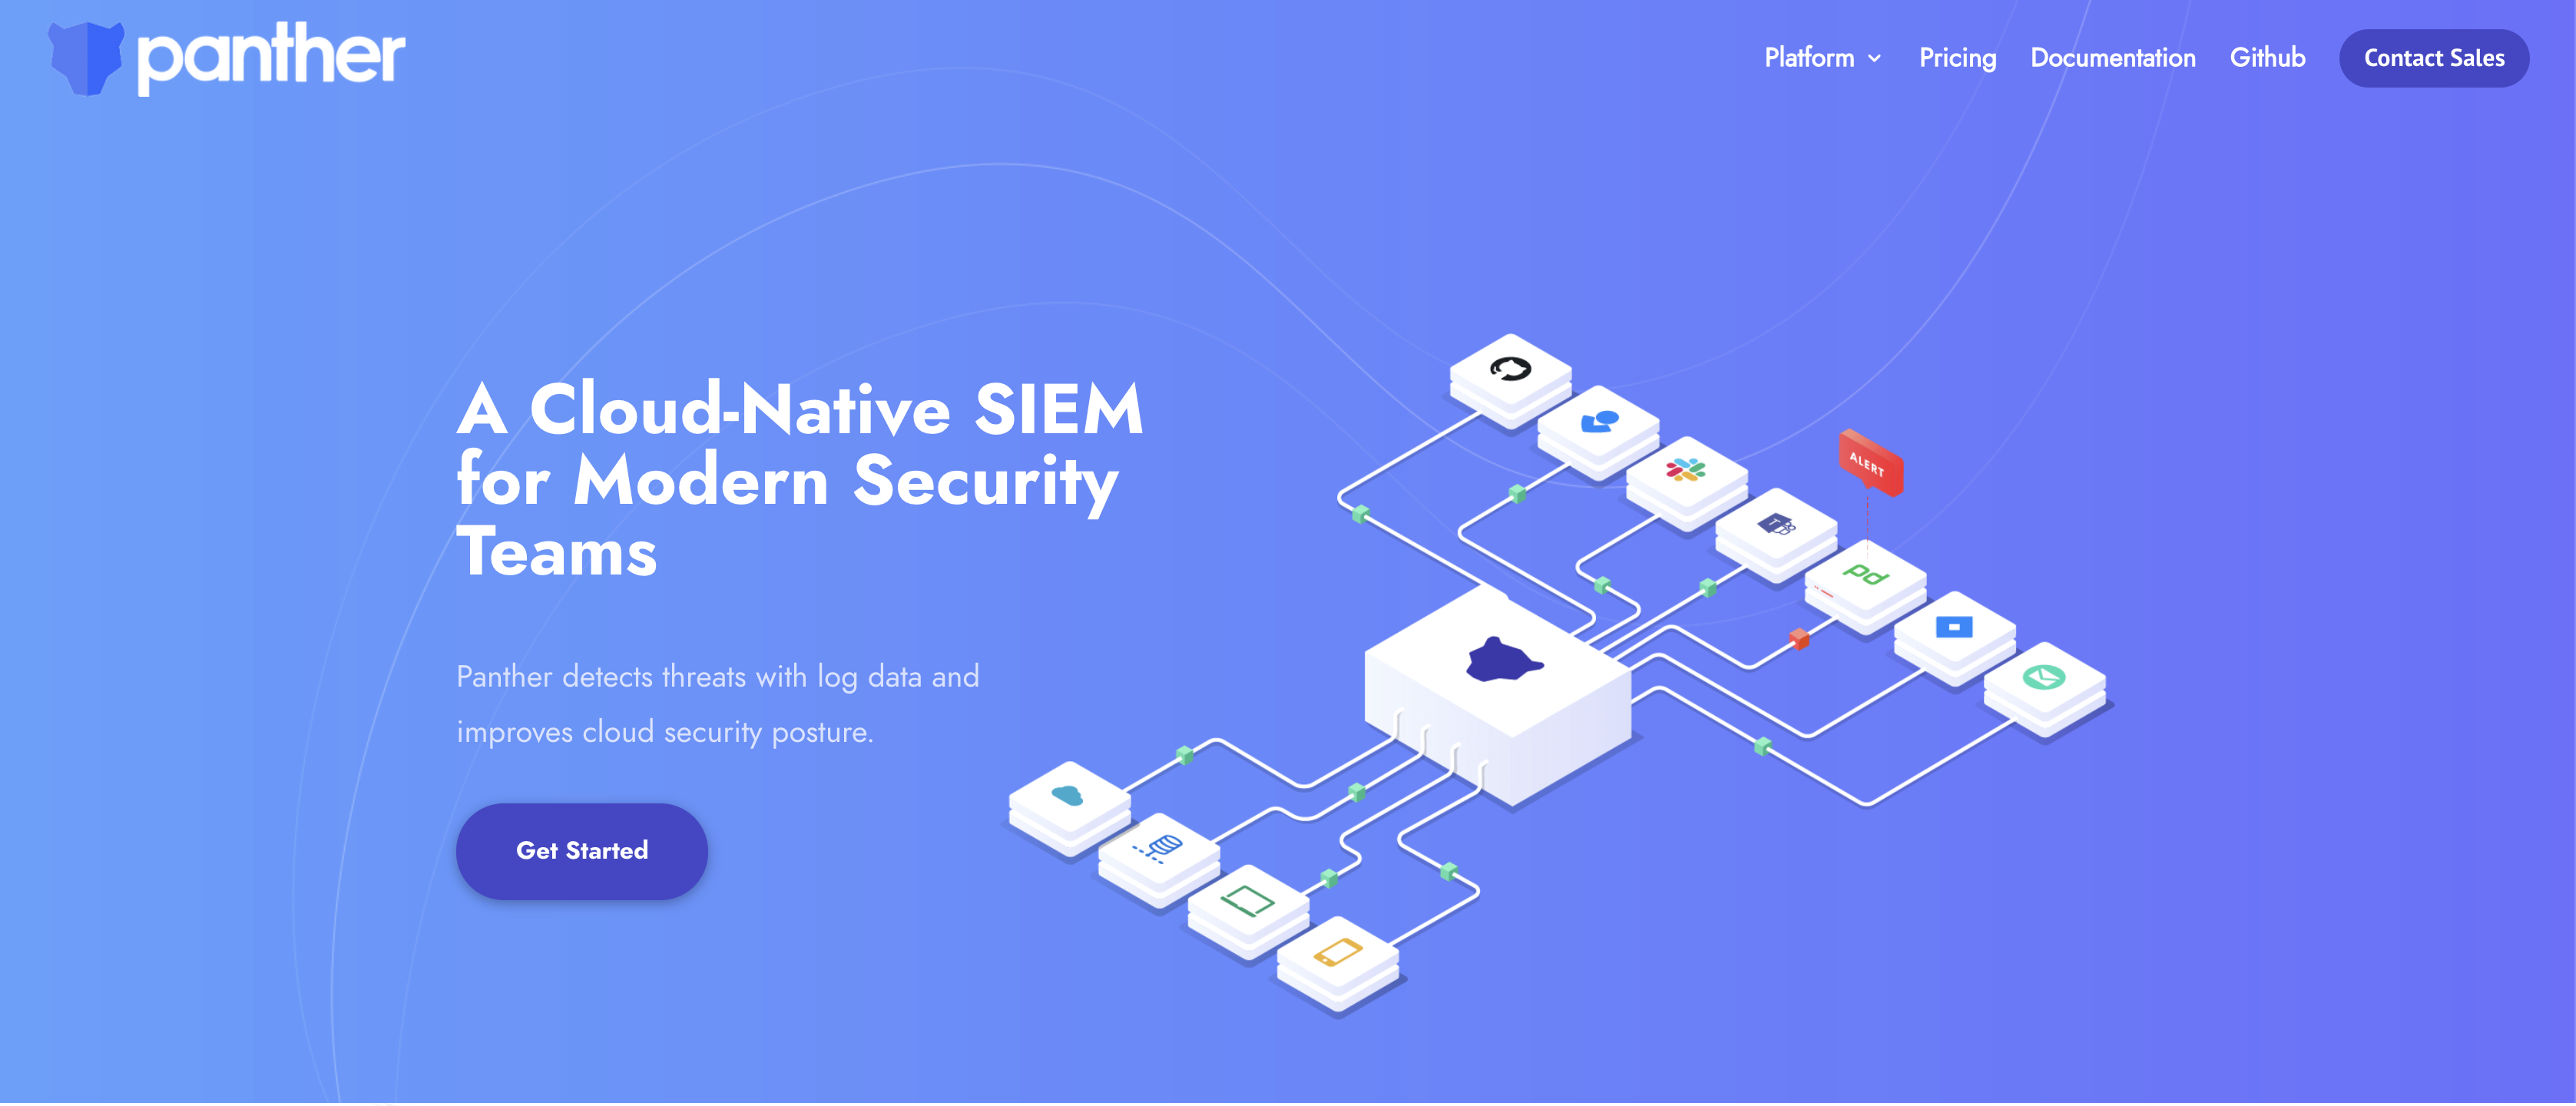 panther
Platform
Pricing
Documentation
Github
Contact Sales
A Cloud-Native SIEM
for Modern Security
Teams
Panther detects threats with log data and
improves cloud security posture.
Get Started
ALERT
T
pd